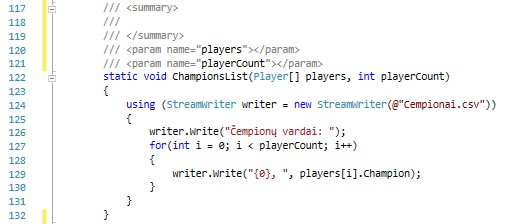 117 /// <summary>
118 ///
119 /// </summary>
120 /// <param name="players"></param>
121 /// <param name="playerCount"></param>
122 static void ChampionsList(Player[] players, int playerCount)
123 {
124 using (StreamWriter writer = new StreamWriter(@"Cempionai.csv"))
125 {
126 writer.Write("Čempionų vardai: ");
127 for(int i = 0; i < playerCount; i++)
128 {
129 writer.Write("{0}, ", players[i].Champion);
130 }
131 }
132 }